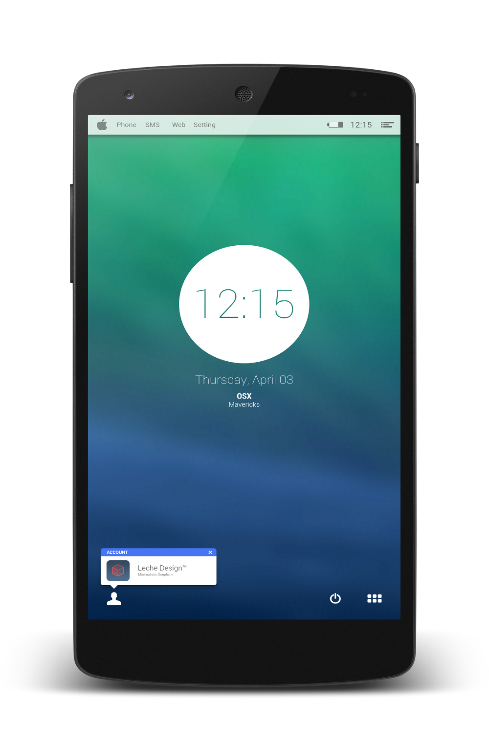 Phone SMS Web Setting 12:15
12:15
Thursday, April 03
OSX
Mavericks
ACCOUNT
Leche Design™